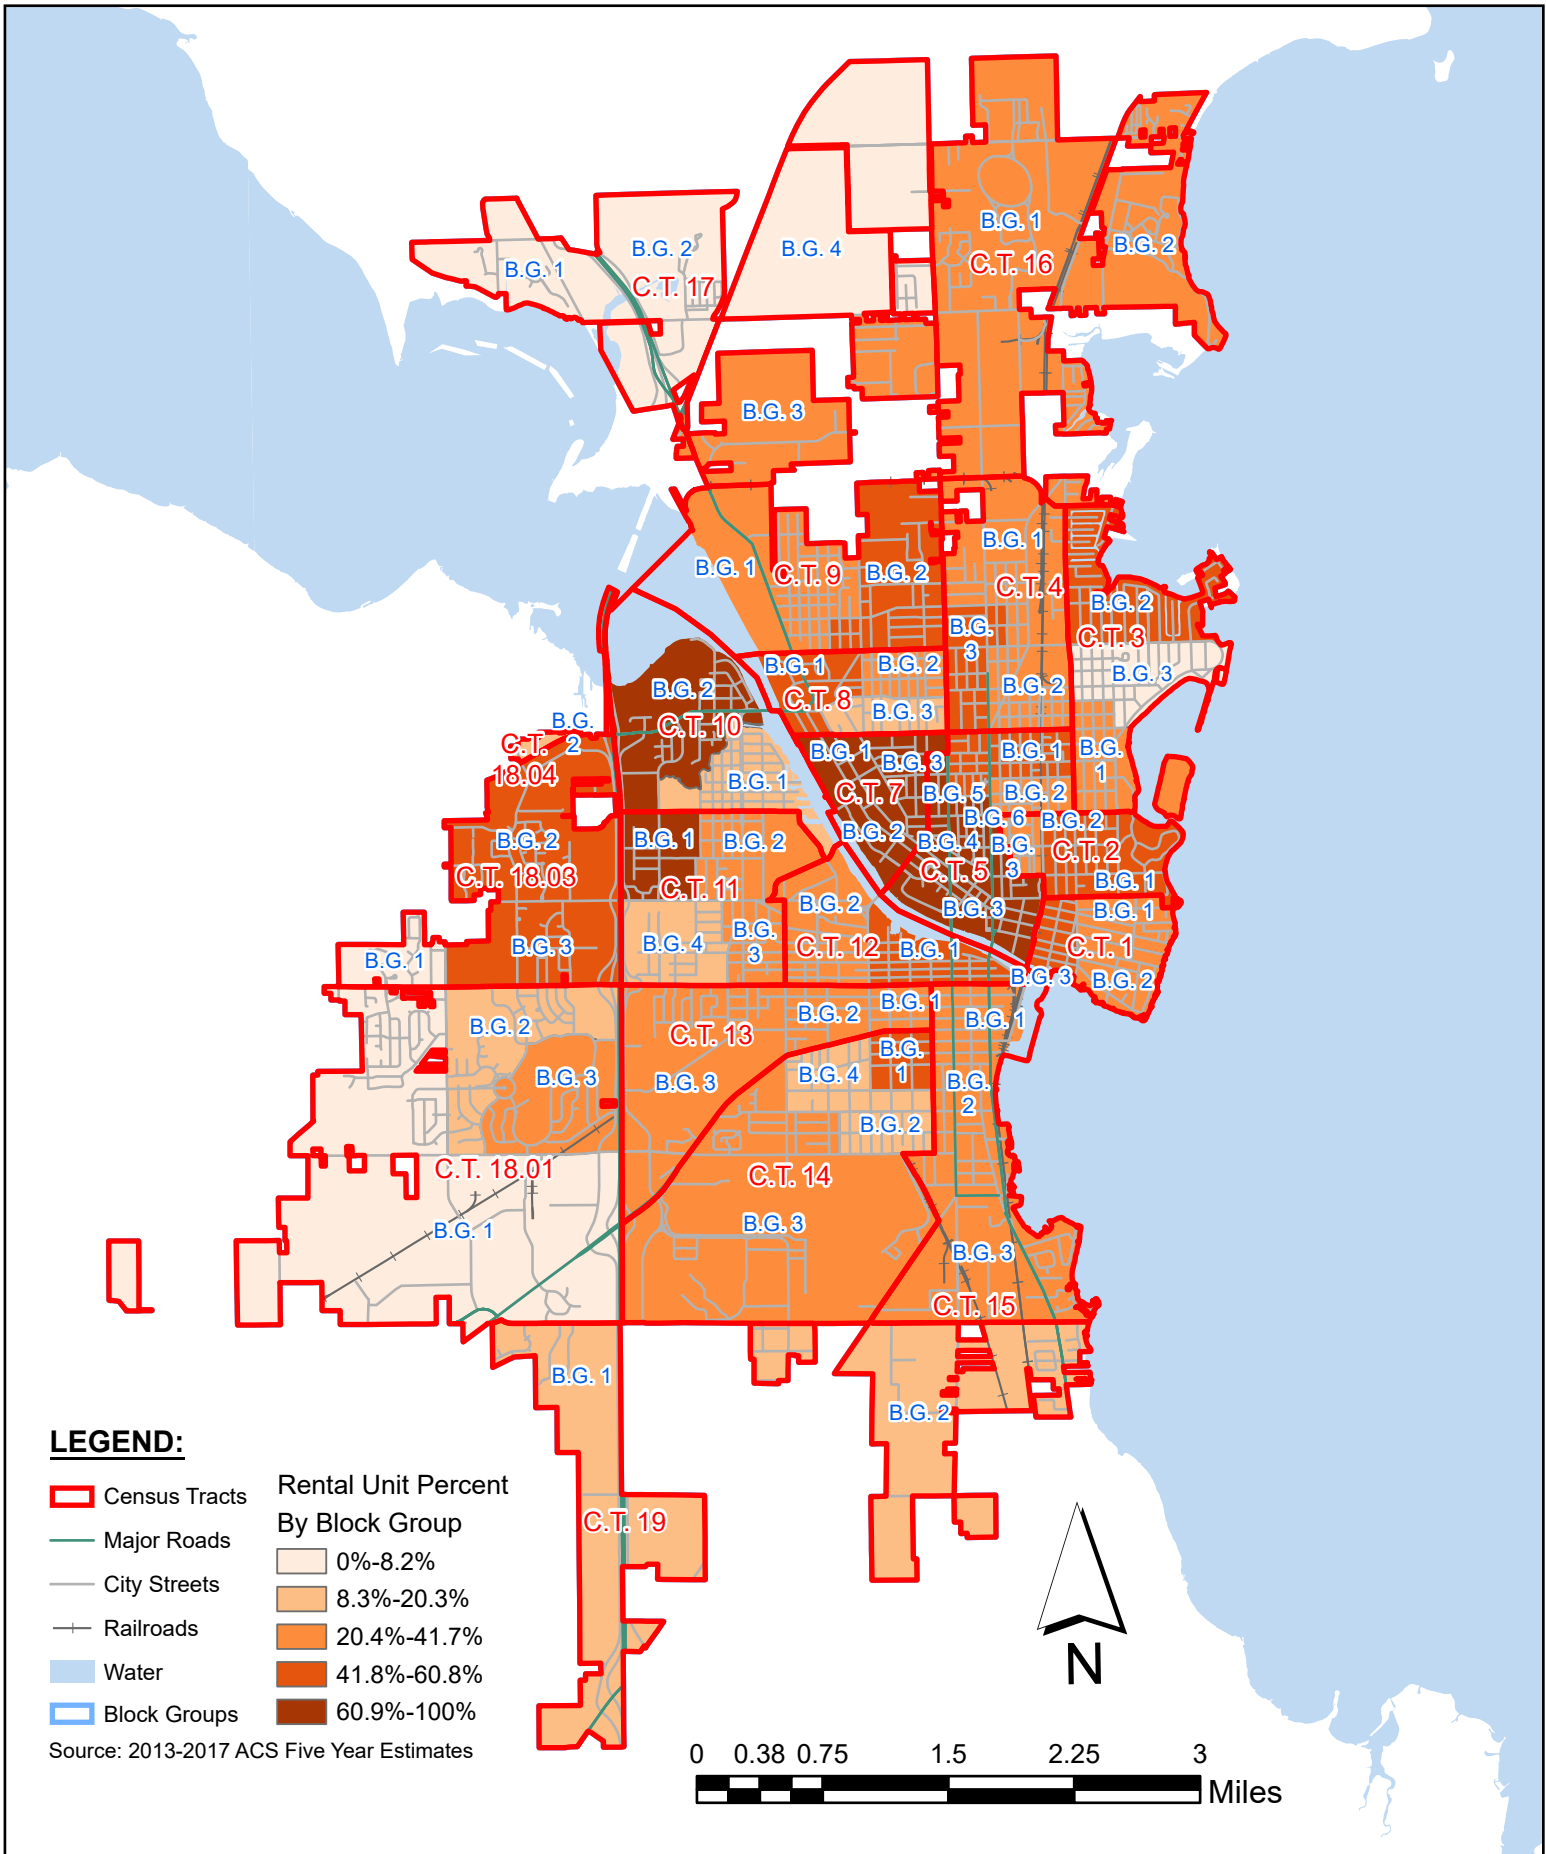 B.G. 1
B.G. 2
B.G. 2
B.G. 4
B.G. 1
C.T. 16
B.G. 2
C.T. 17
B.G. 3
B.G. 1
B.G. 1
C.T. 9
B.G. 2
C.T. 4
B.G. 2
B.G.
3
C.T. 3
B.G. 1
B.G. 2
B.G. 3
B.G. 2
B.G. 2
C.T. 8
B.G. 3
C.T. 10
B.G.
2
C.T.
18.04
B.G. 1
B.G. 3
B.G. 1
B.G.
1
B.G. 1
C.T. 7
B.G. 5
B.G. 2
B.G. 6
B.G. 2
B.G. 2
B.G. 1
B.G. 2
B.G. 2
B.G. 4
B.G.
3
C.T. 2
C.T. 18.03
C.T. 11
C.T. 5
B.G. 1
B.G. 2
B.G. 3
B.G. 1
B.G. 1
B.G. 3
B.G. 4
B.G.
3
C.T. 12
B.G. 1
C.T. 1
B.G. 3
B.G. 2
B.G. 2
C.T. 13
B.G. 2
B.G. 1
B.G. 1
B.G. 3
B.G. 3
B.G. 4
B.G.
1
B.G.
2
B.G. 2
C.T. 18.01
C.T. 14
B.G. 1
B.G. 3
B.G. 3
C.T. 15
B.G. 1
B.G. 2
C.T. 19
LEGEND:
Census Tracts
Major Roads
City Streets
Railroads
Water
Block Groups
Rental Unit Percent
By Block Group
0%-8.2%
8.3%-20.3%
20.4%-41.7%
41.8%-60.8%
60.9%-100%
Source: 2013-2017 ACS Five Year Estimates
N
0 0.38 0.75 1.5 2.25 3
Miles